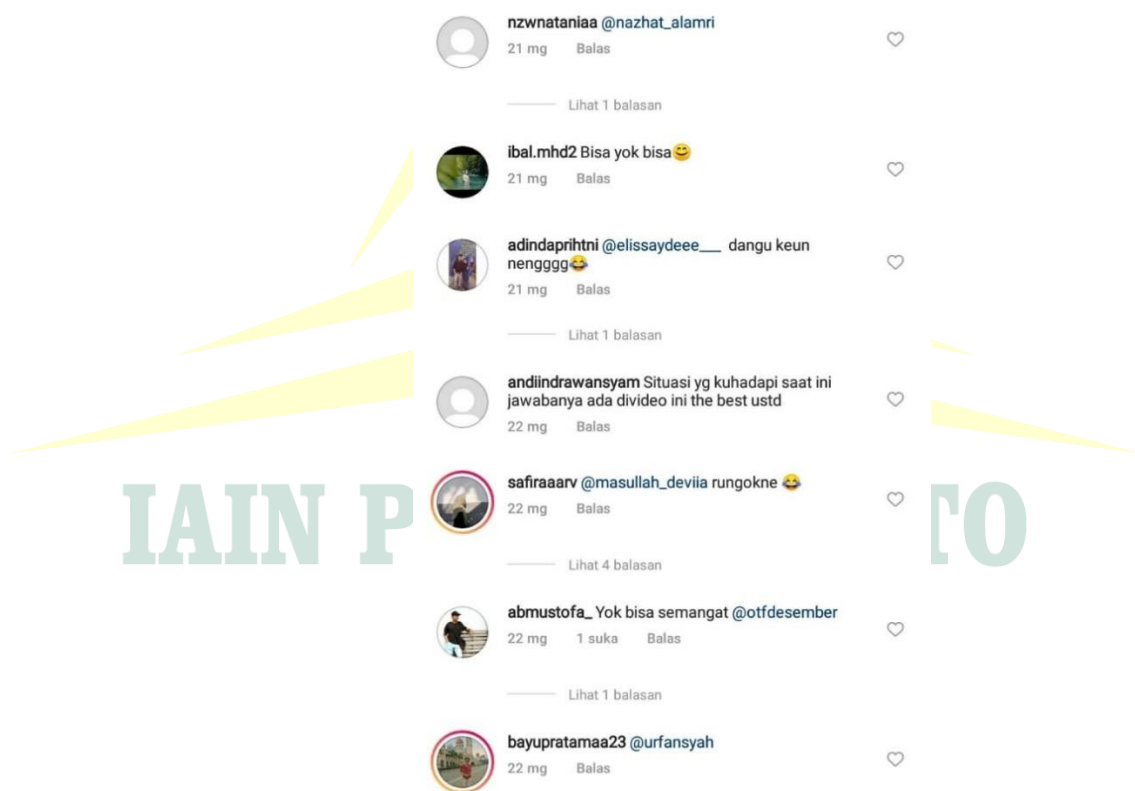 nzwnataniaa @nazhat_alamri
21 mg Balas
Lihat 1 balasan
ibal.mhd2 Bisa yok bisa😊
21 mg Balas
adindaprihtni @elissaydeee___ dangu keun
nengggg😂
21 mg Balas
Lihat 1 balasan
andiindrawansyam Situasi yg kuhadapi saat ini
jawabanya ada divideo ini the best ustd
22 mg Balas
safiraaarv @masullah_deviia rungokne 😂
22 mg Balas
Lihat 4 balasan
IAIN P TO
abmustofa_ Yok bisa semangat @otfdesember
22 mg 1 suka Balas
Lihat 1 balasan
bayupratamaa23 @urfansyah
22 mg Balas